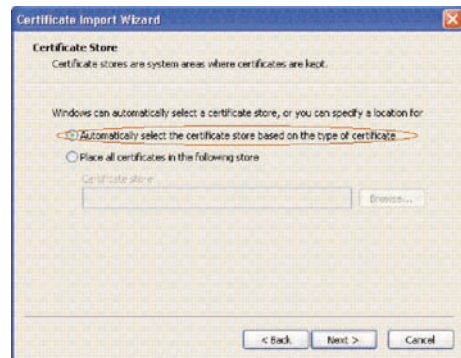 Certificate Import Wizard
Certificate Store
Certificate stores are system areas where certificates are kept.
Windows can automatically select a certificate store, or you can specify a location for
Automatically select the certificate store based on the type of certificate
Place all certificates in the following store
Certificate store:
Browse...
< Back
Next >
Cancel